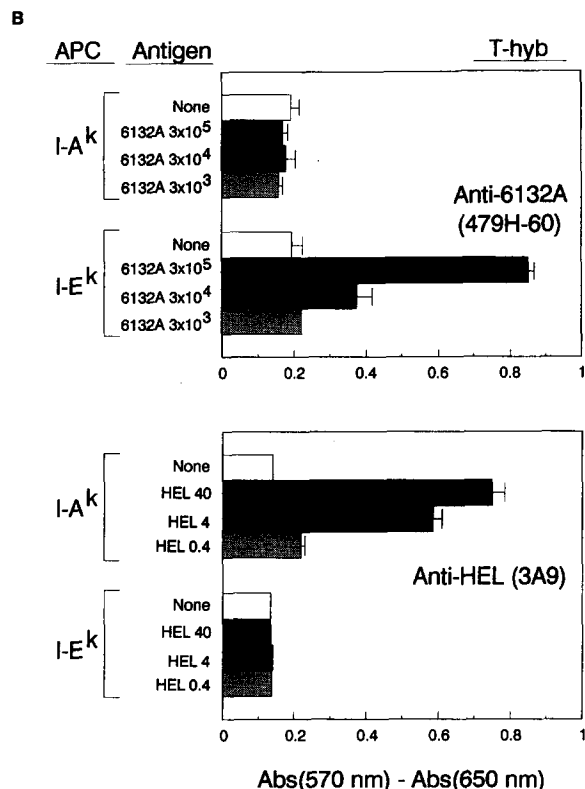 B
APC Antigen T-hyb
I-Aᵏ
None
6132A 3x10⁵
6132A 3x10⁴
6132A 3x10³
I-Eᵏ
None
6132A 3x10⁵
6132A 3x10⁴
6132A 3x10³
Anti-6132A
(479H-60)
0 0.2 0.4 0.6 0.8 1
I-Aᵏ
None
HEL 40
HEL 4
HEL 0.4
I-Eᵏ
None
HEL 40
HEL 4
HEL 0.4
Anti-HEL (3A9)
0 0.2 0.4 0.6 0.8 1
Abs(570 nm) - Abs(650 nm)